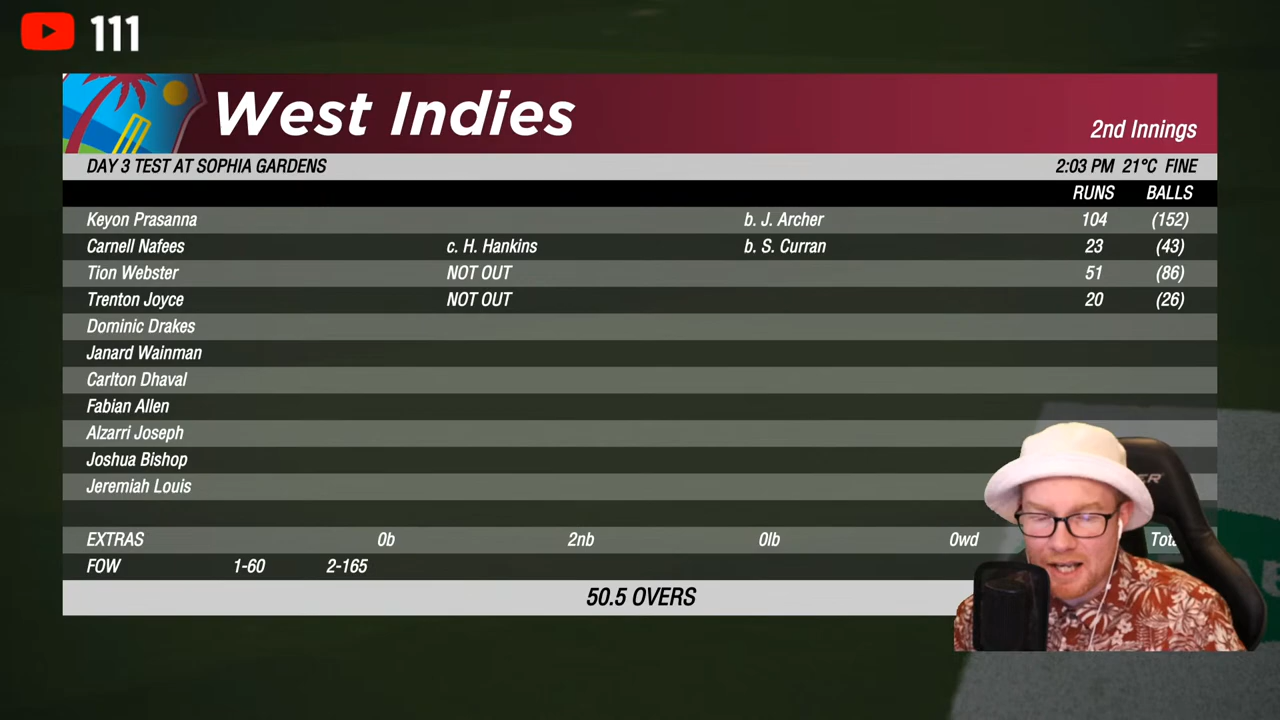 111
West Indies
2nd Innings
DAY 3 TEST AT SOPHIA GARDENS 2:03 PM 21°C FINE
RUNS BALLS
Keyon Prasanna b. J. Archer 104 (152)
Carnell Nafees c. H. Hankins b. S. Curran 23 (43)
Tion Webster NOT OUT 51 (86)
Trenton Joyce NOT OUT 20 (26)
Dominic Drakes
Janard Wainman
Carlton Dhaval
Fabian Allen
Alzarri Joseph
Joshua Bishop
Jeremiah Louis
EXTRAS 0b 2nb 0lb 0wd
FOW 1-60 2-165
50.5 OVERS